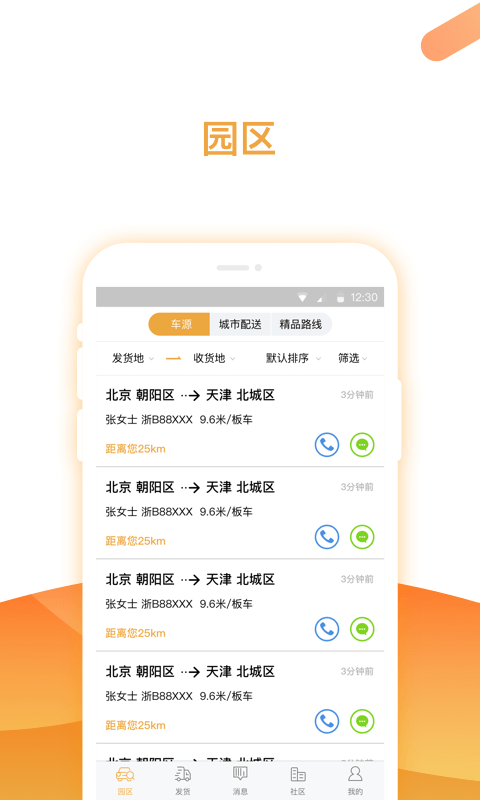 园区
12:30
车源 城市配送 精品路线
发货地 收货地 默认排序 筛选
北京 朝阳区 天津 北城区 3分钟前
张女士 浙B88XXX 9.6米/板车
距离您25km
北京 朝阳区 天津 北城区 3分钟前
张女士 浙B88XXX 9.6米/板车
距离您25km
北京 朝阳区 天津 北城区 3分钟前
张女士 浙B88XXX 9.6米/板车
距离您25km
北京 朝阳区 天津 北城区 3分钟前
张女士 浙B88XXX 9.6米/板车
距离您25km
园区 发货 消息 社区 我的